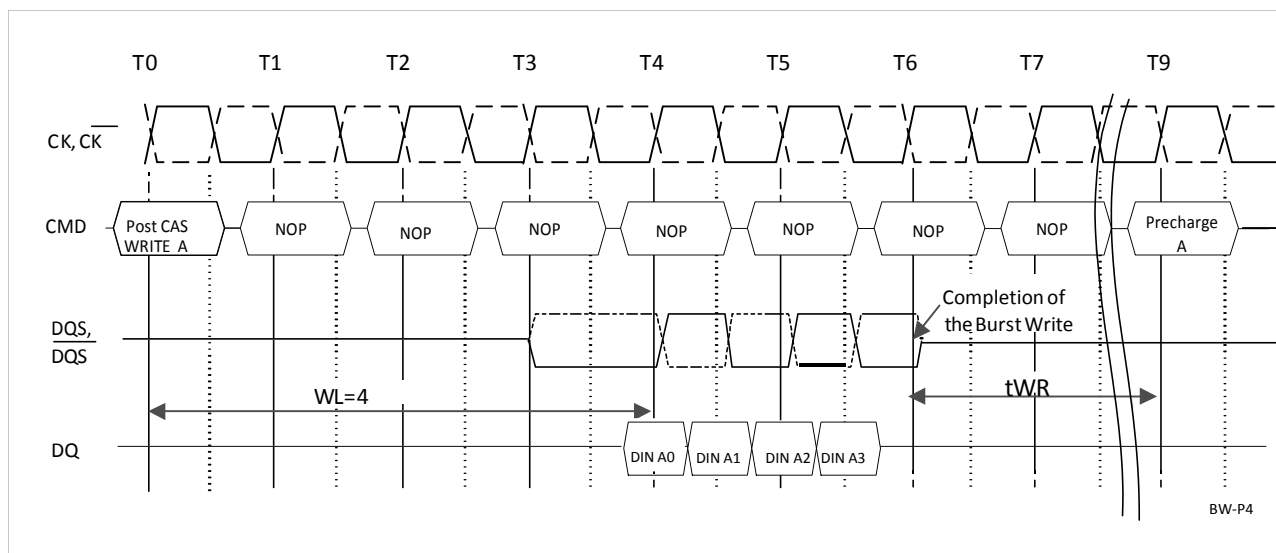 T0 T1 T2 T3 T4 T5 T6 T7 T9
CK, CK
CMD
Post CAS
WRITE A
NOP NOP NOP NOP NOP NOP NOP
Precharge
A
DQS,
DQS
Completion of
the Burst Write
WL=4
tWR
DQ
DIN A0 DIN A1 DIN A2 DIN A3
BW-P4